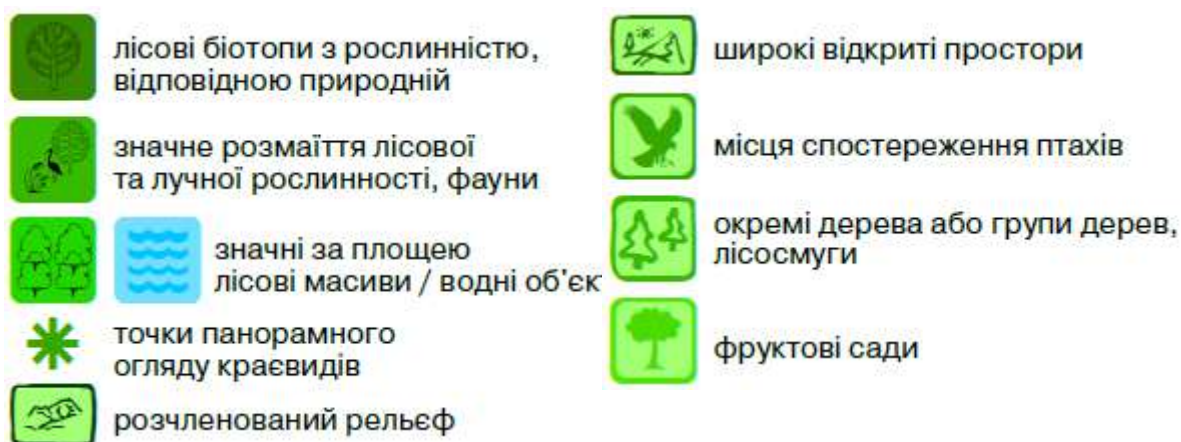 лісові біотопи з рослинністю,
відповідною природній
значне розмаїття лісової
та лучної рослинності, фауни
значні за площею
лісові масиви / водні об'єк
точки панорамного
огляду краєвидів
розчленований рельєф
широкі відкриті простори
місця спостереження птахів
окремі дерева або групи дерев,
лісосмуги
фруктові сади